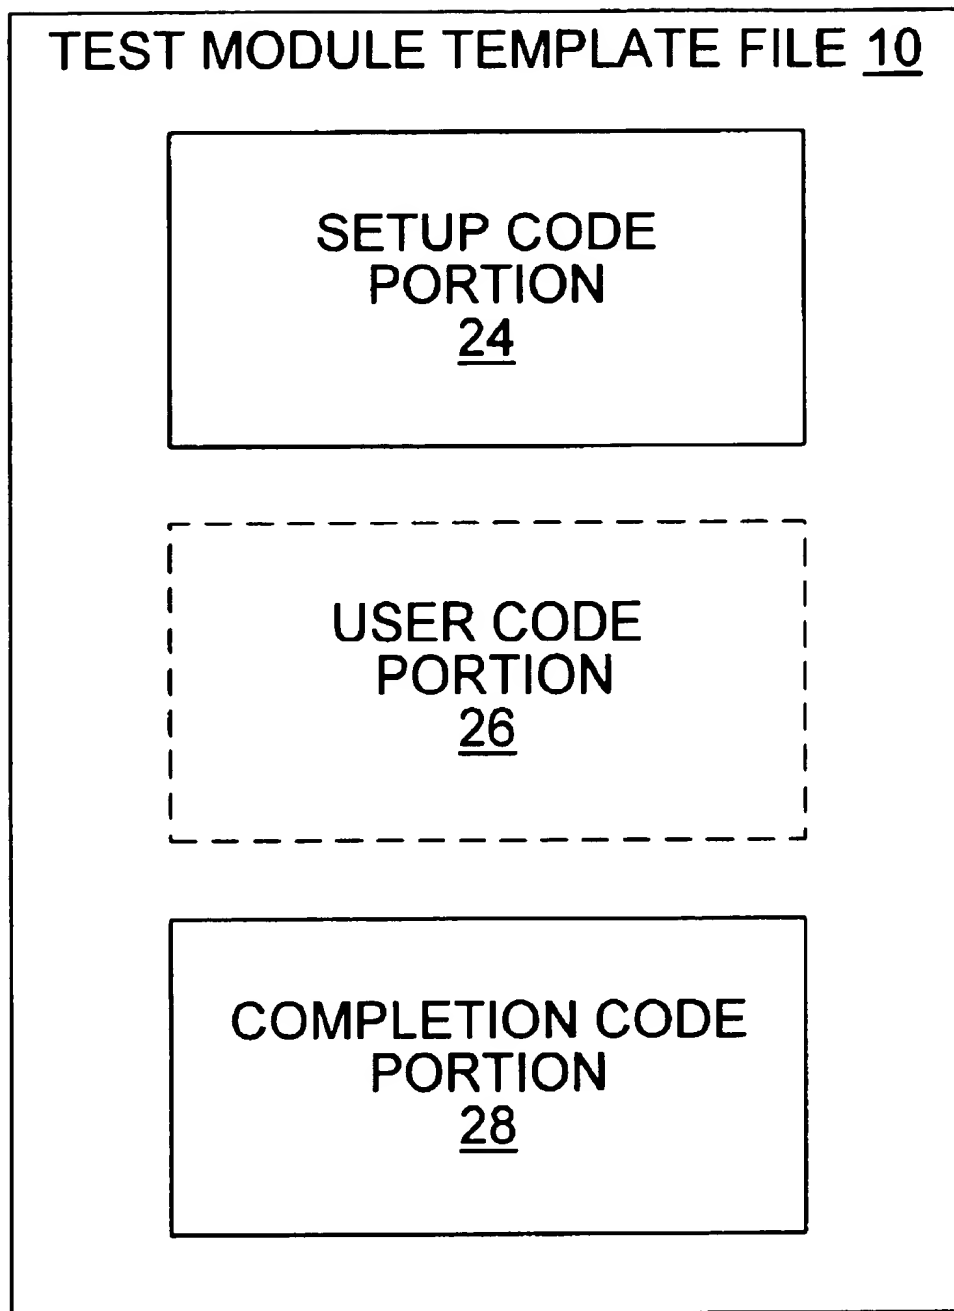 TEST MODULE TEMPLATE FILE 10
SETUP CODE
PORTION
24
USER CODE
PORTION
26
COMPLETION CODE
PORTION
28